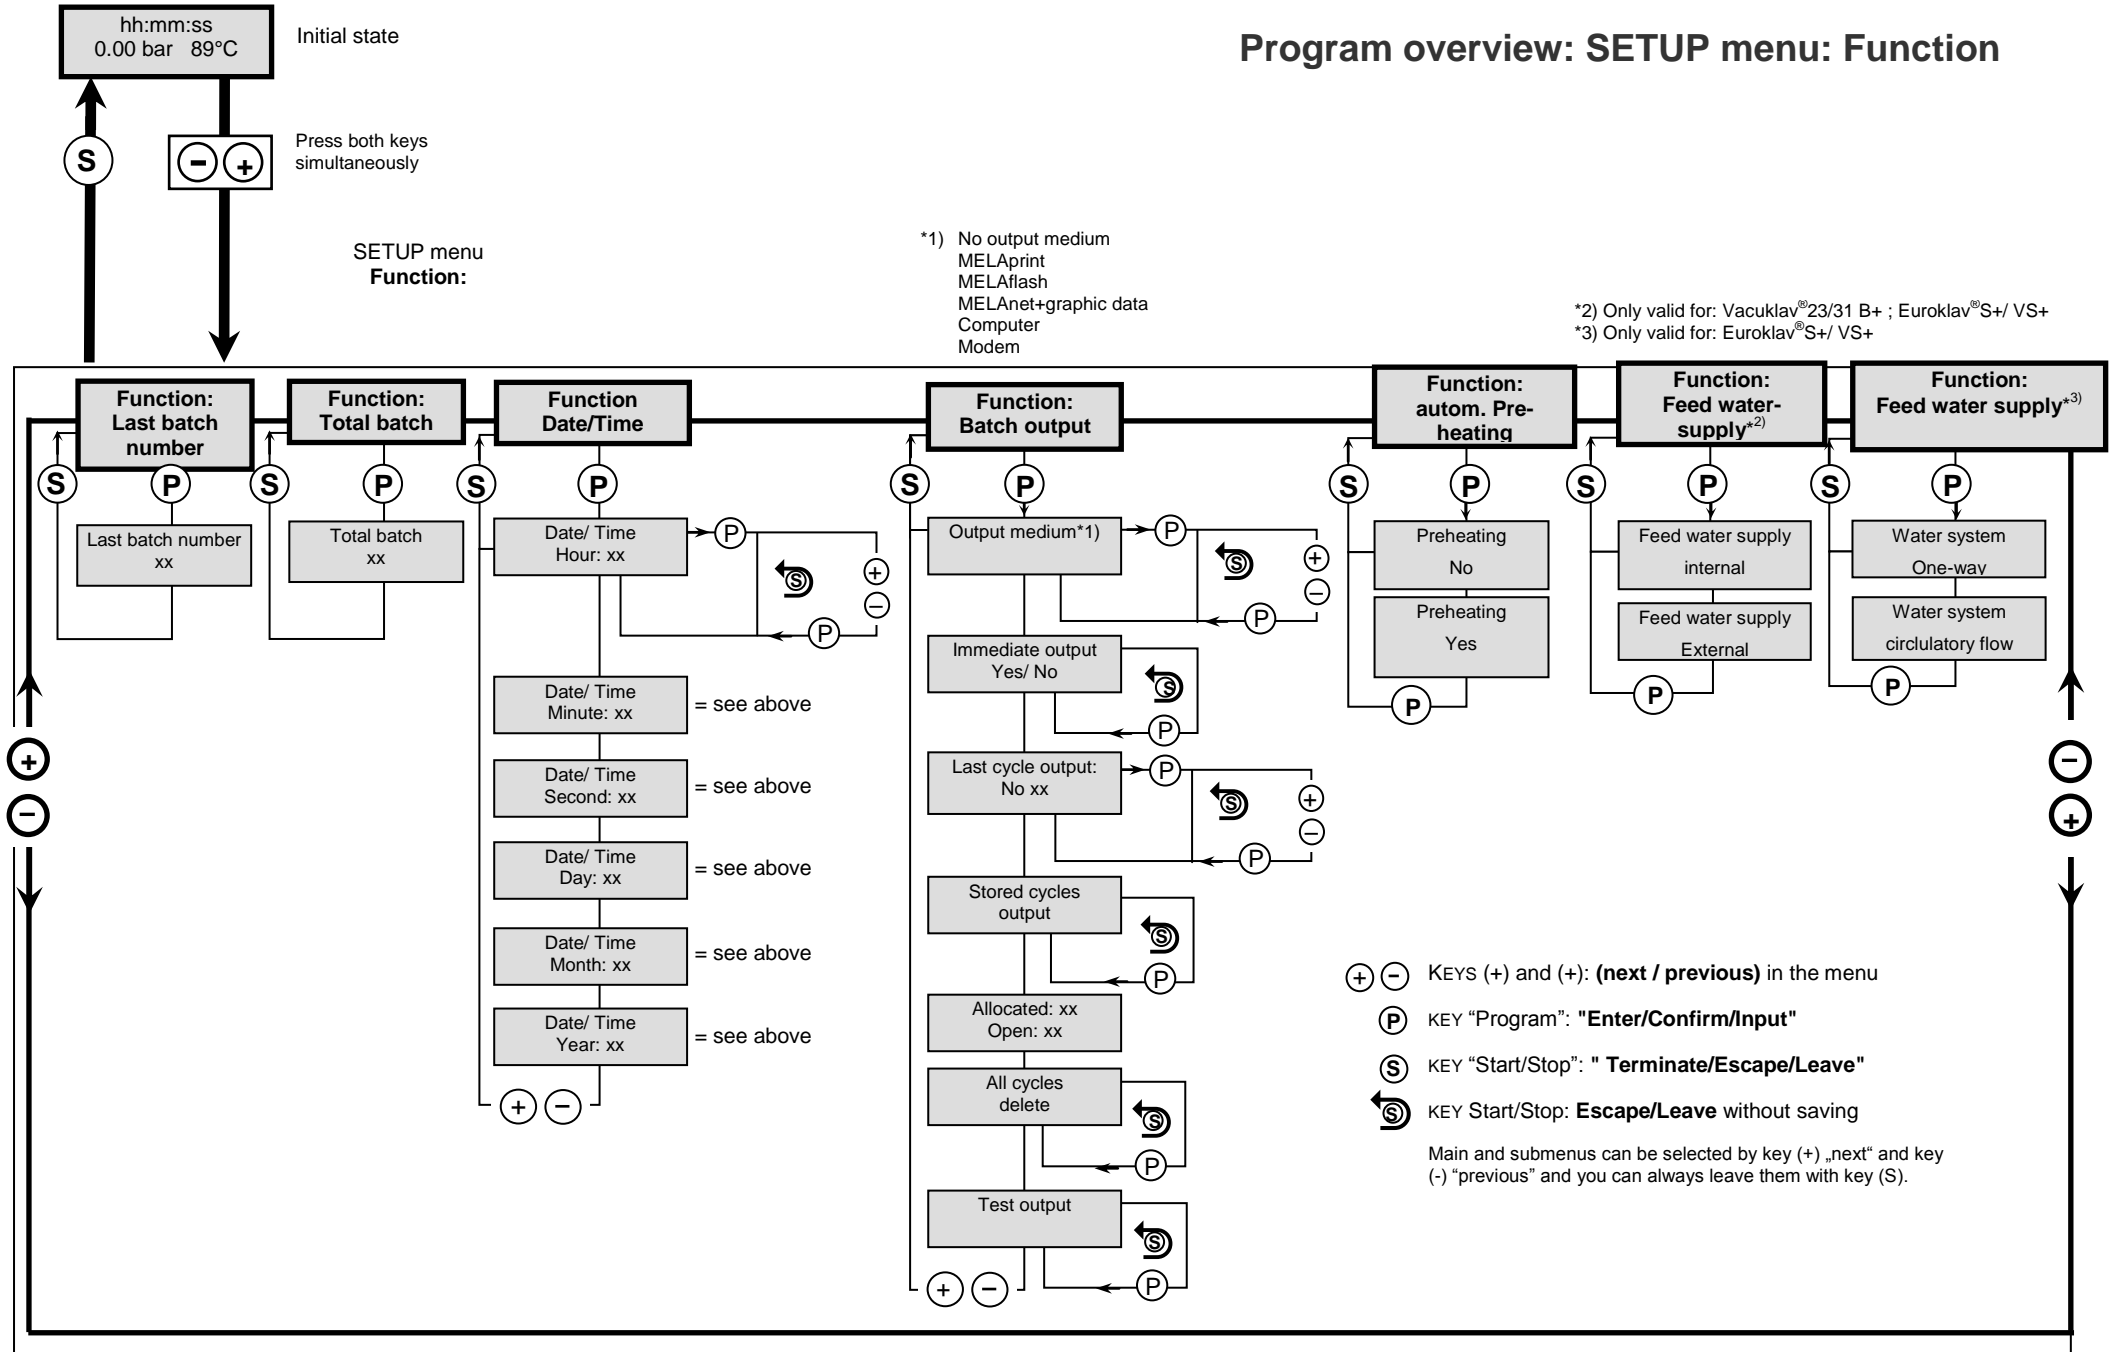 hh:mm:ss
0.00 bar 89°C
Initial state
Program overview: SETUP menu: Function
S
- +
Press both keys
simultaneously
SETUP menu
Function:
*1) No output medium
MELAprint
MELAflash
MELAnet+graphic data
Computer
Modem
*2) Only valid for: Vacuklav®23/31 B+ ; Euroklav®S+/ VS+
*3) Only valid for: Euroklav®S+/ VS+
Function:
Last batch
number
S
P
Last batch number
xx
Function:
Total batch
S
P
Total batch
xx
Function
Date/Time
S
P
Date/ Time
Hour: xx
P
S
+
−
P
Date/ Time
Minute: xx
= see above
Date/ Time
Second: xx
= see above
Date/ Time
Day: xx
= see above
Date/ Time
Month: xx
= see above
Date/ Time
Year: xx
= see above
+ −
Function:
Batch output
S
P
Output medium*1)
P
S
+
−
P
Immediate output
Yes/ No
S
P
Last cycle output:
No xx
P
S
+
−
P
Stored cycles
output
S
P
Allocated: xx
Open: xx
All cycles
delete
S
P
Test output
S
P
+ −
Function:
autom. Pre-
heating
S
P
Preheating
No
Preheating
Yes
P
Function:
Feed water-
supply*2)
S
P
Feed water supply
internal
Feed water supply
External
P
Function:
Feed water supply*3)
S
P
Water system
One-way
Water system
circlulatory flow
P
+
−
−
+
+ − KEYS (+) and (+): (next / previous) in the menu
P KEY “Program”: "Enter/Confirm/Input"
S KEY “Start/Stop”: " Terminate/Escape/Leave"
S KEY Start/Stop: Escape/Leave without saving
Main and submenus can be selected by key (+) „next“ and key
(-) “previous” and you can always leave them with key (S).